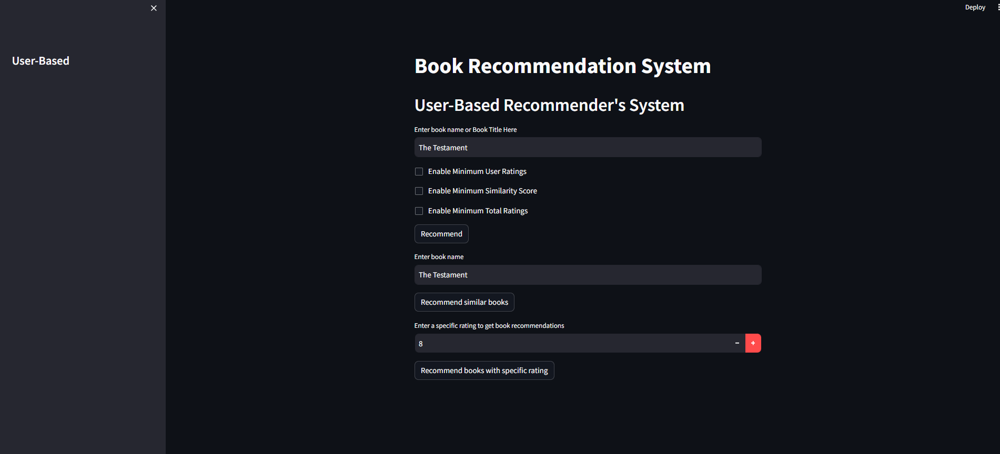 Deploy
User-Based
Book Recommendation System
User-Based Recommender's System
Enter book name or Book Title Here
The Testament
Enable Minimum User Ratings
Enable Minimum Similarity Score
Enable Minimum Total Ratings
Recommend
Enter book name
The Testament
Recommend similar books
Enter a specific rating to get book recommendations
8
Recommend books with specific rating